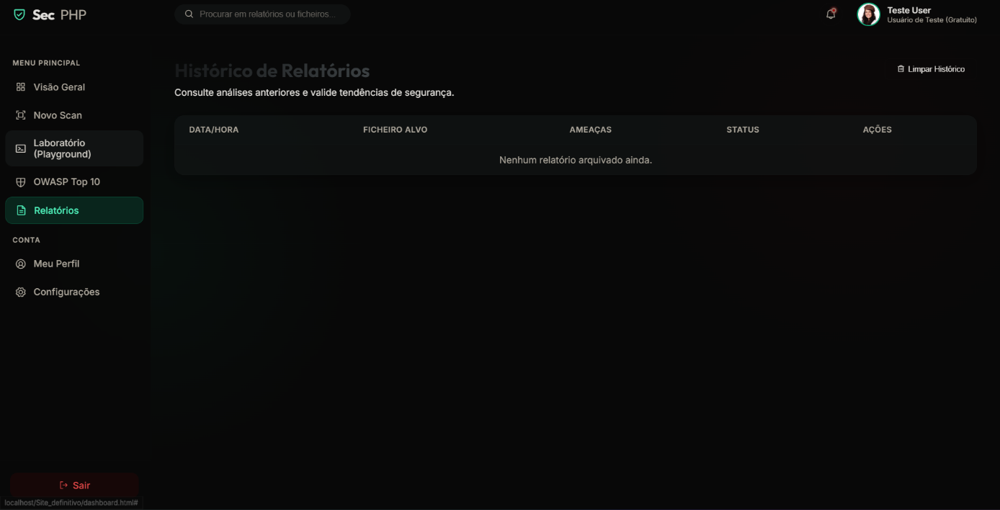 Sec PHP
Procurar em relatórios ou ficheiros...
Teste User
Usuário de Teste (Gratuito)
MENU PRINCIPAL
Visão Geral
Novo Scan
Laboratório
(Playground)
OWASP Top 10
Relatórios
CONTA
Meu Perfil
Configurações
Sair
localhost/Site_definitivo/dashboard.html#
Histórico de Relatórios
Limpar Histórico
Consulte análises anteriores e valide tendências de segurança.
DATA/HORA FICHEIRO ALVO AMEAÇAS STATUS AÇÕES
Nenhum relatório arquivado ainda.